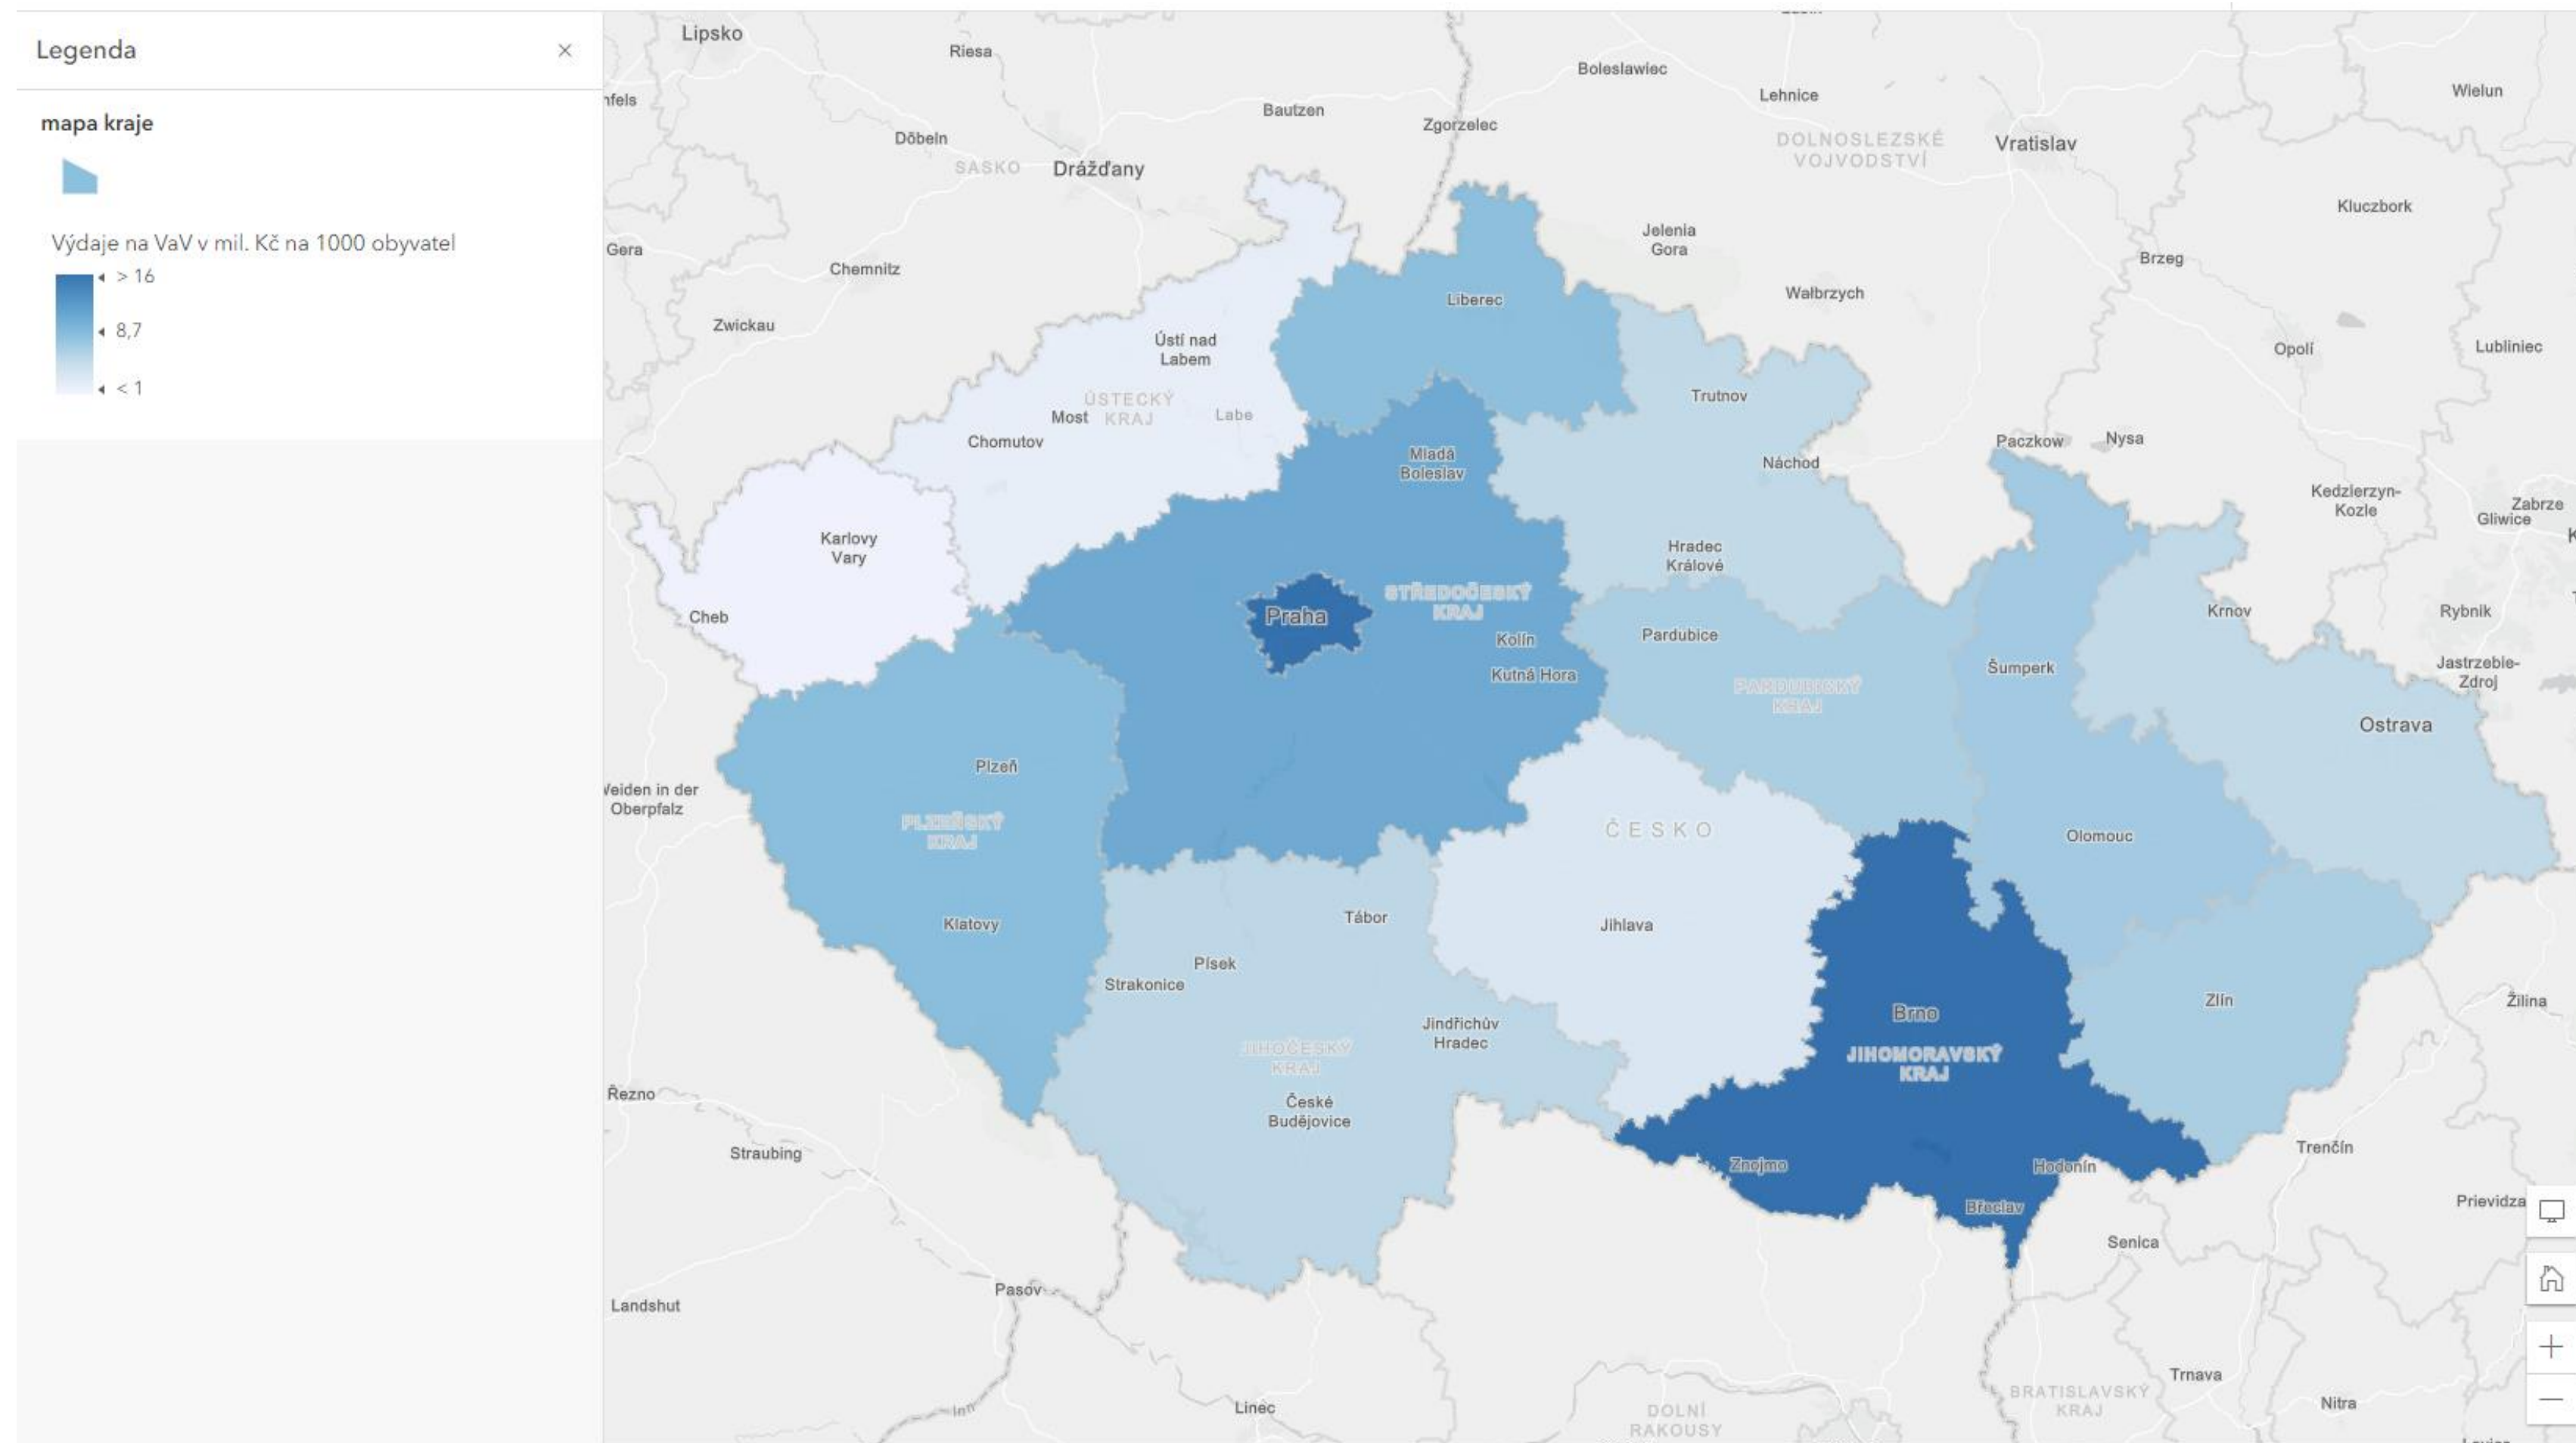 Legenda
mapa kraje
Výdaje na VaV v mil. Kč na 1000 obyvatel
> 16
8,7
< 1
Lipsko
Riesa
Boleslawiec
Lehnice
Wielun
Bautzen
Zgorzelec
Döbeln
SASKO
Drážďany
DOLNOSLEZSKÉ
VOJVODSTVÍ
Vratislav
Kluczbork
Gera
Chemnitz
Jelenia
Gora
Brzeg
Wałbrzych
Liberec
Zwickau
Ústí nad
Labem
Opolí
Lubliniec
ÚSTECKÝ
KRAJ
Most
Labe
Chomutov
Trutnov
Mladá
Boleslav
Náchod
Paczkow
Nysa
Kedzierzyn-
Kozle
Zabrze
Gliwice
Karlovy
Vary
Hradec
Králové
Cheb
Praha
STŘEDOČESKÝ
KRAJ
Kolín
Kutná Hora
Pardubice
PARDUBICKÝ
KRAJ
Šumperk
Krnov
Rybnik
Jastrzebie-
Zdroj
Ostrava
Plzeň
PLZEŇSKÝ
KRAJ
Weiden in der
Oberpfalz
ČESKO
Olomouc
Klatovy
Tábor
Jihlava
Písek
Strakonice
Jindřichův
Hradec
JIHOČESKÝ
KRAJ
České
Budějovice
Brno
JIHOMORAVSKÝ
KRAJ
Zlín
Žilina
Řezno
Straubing
Znojmo
Hodonín
Břeclav
Trenčín
Prievidza
Senica
Pasov
Landshut
Inn
Linec
DOLNÍ
RAKOUSY
BRATISLAVSKÝ
KRAJ
Trnava
Nitra